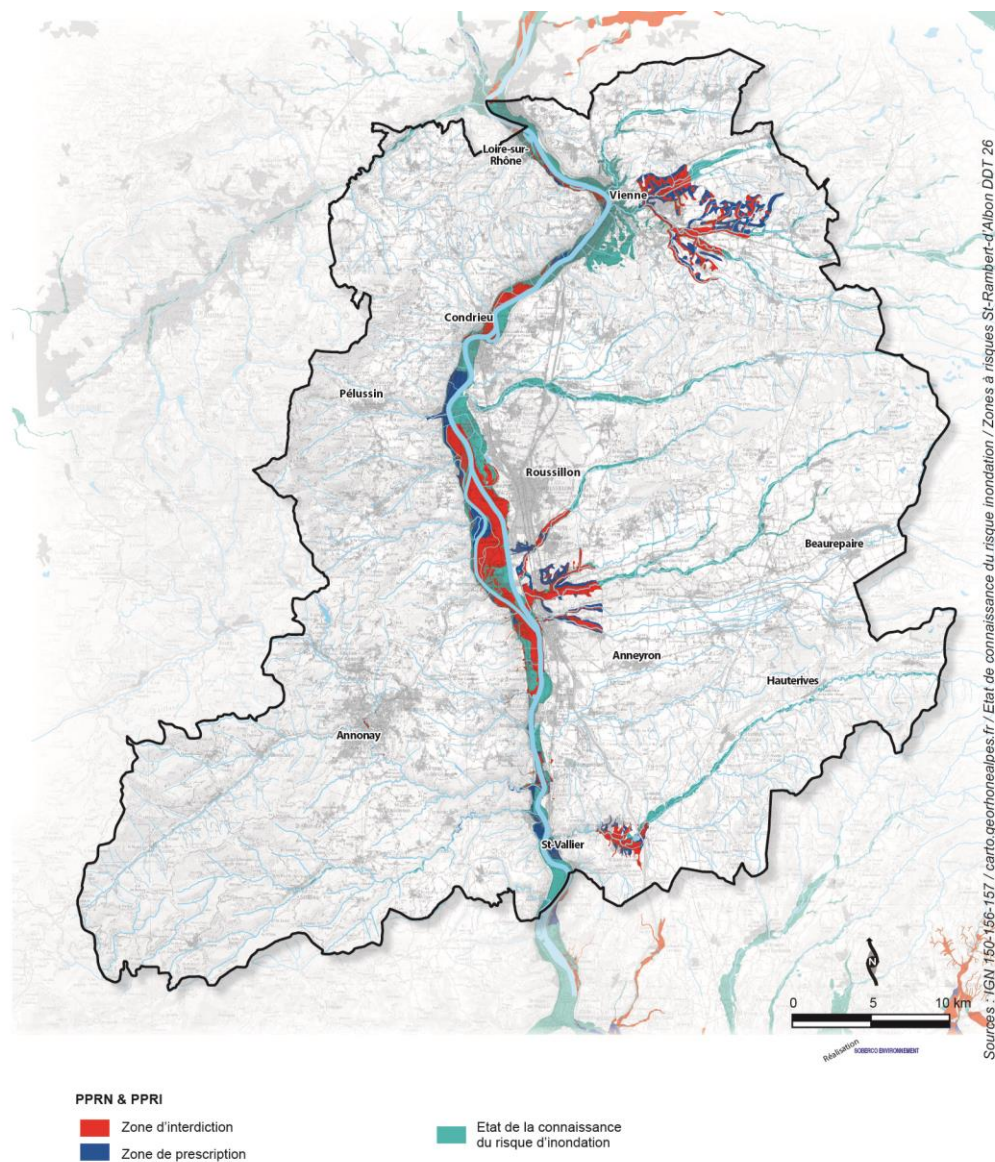 Loire-sur-
Rhône
Vienne
Condrieu
Pélussin
Roussillon
Beaurepaire
Anneyron
Hauterives
Annonay
St-Vallier
N
0 5 10 km
Réalisation
SOBERCO ENVIRONNEMENT
Sources : IGN 150-156-157 / carto.georhonealpes.fr / Etat de connaissance du risque inondation / Zones à risques St-Rambert-d'Albon DDT 26
PPRN & PPRI
Zone d'interdiction
Zone de prescription
Etat de la connaissance
du risque d'inondation